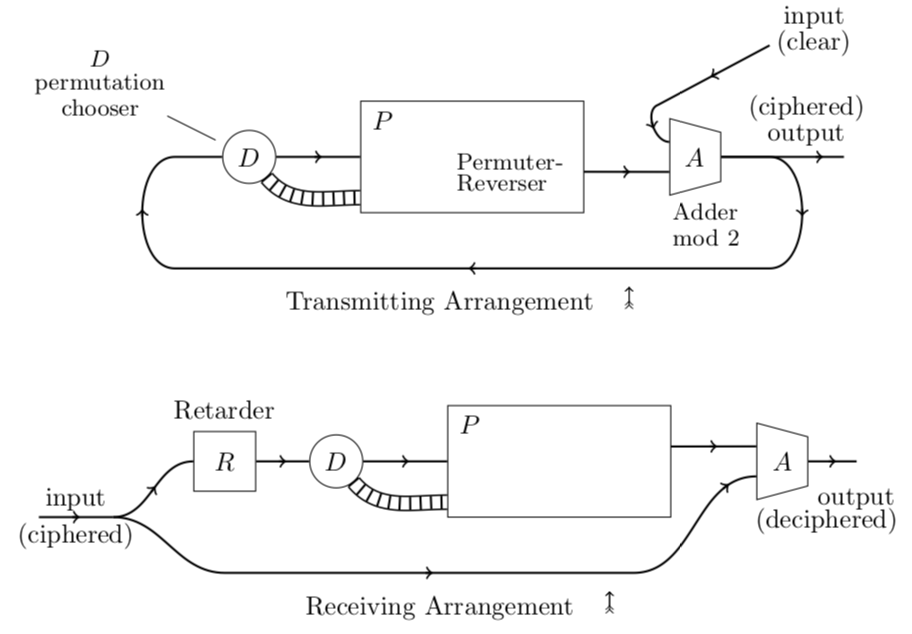 input
(clear)
D
permutation
chooser
(ciphered)
output
P
D
Permuter-
Reverser
A
Adder
mod 2
Transmitting Arrangement
Retarder
P
R
D
A
input
(ciphered)
output
(deciphered)
Receiving Arrangement